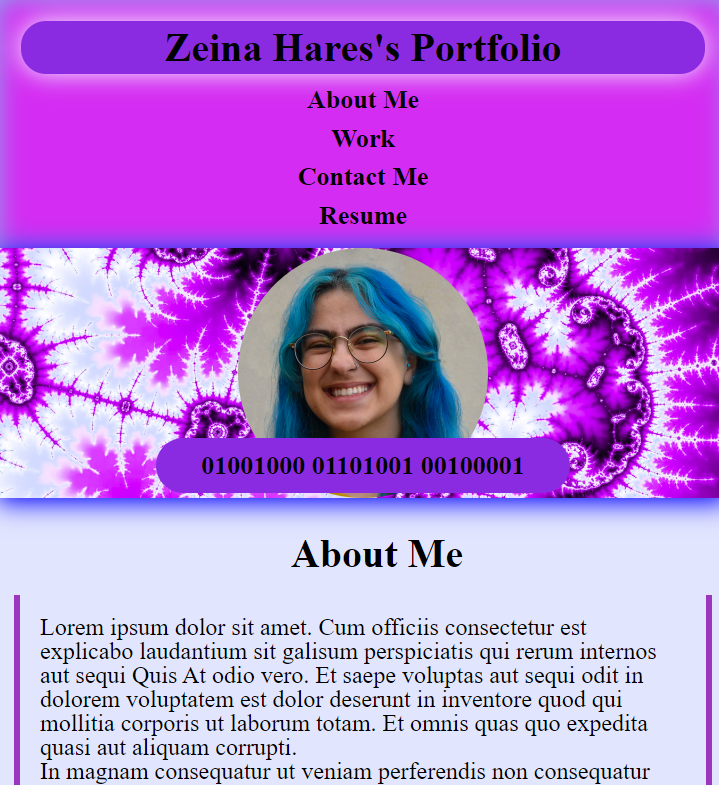 Zeina Hares's Portfolio
About Me
Work
Contact Me
Resume
01001000 01101001 00100001
About Me
Lorem ipsum dolor sit amet. Cum officiis consectetur est
explicabo laudantium sit galisum perspiciatis qui rerum internos
aut sequi Quis At odio vero. Et saepe voluptas aut sequi odit in
dolorem voluptatem est dolor deserunt in inventore quod qui
mollitia corporis ut laborum totam. Et omnis quas quo expedita
quasi aut aliquam corrupti.
In magnam consequatur ut veniam perferendis non consequatur